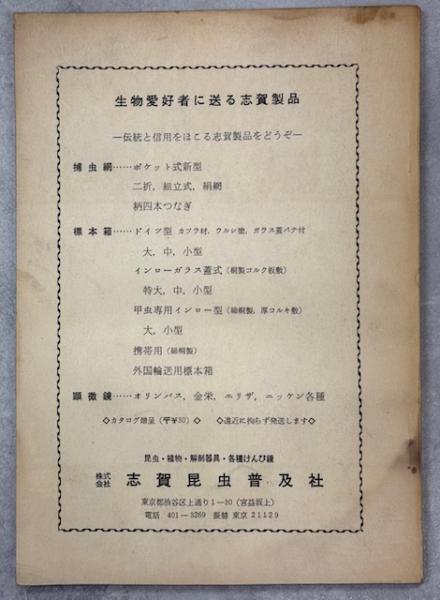 生物愛好者に送る志賀製品
—伝統と信用をほこる志賀製品をどうぞ—
捕虫網……ポケット式新型
二折，組立式，絹網
柄四本つなぎ
標本箱……ドイツ型 カツラ材，ウルシ塗，ガラス蓋パテ付
大，中，小型
インローガラス蓋式（桐製コルク板敷）
特大，中，小型
甲虫専用インロー型（総桐製，厚コルキ敷）
大，小型
携帯用（総桐製）
外国輸送用標本箱
顕微鏡……オリンパス，金栄，エリザ，ニッケン各種
◇カタログ贈呈（〒¥30）◇ ◇遠近に拘らず発送します◇
昆虫・植物・解剖器具・各種けんび鏡
株式会社 志賀昆虫普及社
東京都渋谷区上通り1—30（宮益坂上）
電話 401—3269 振替 東京 21129